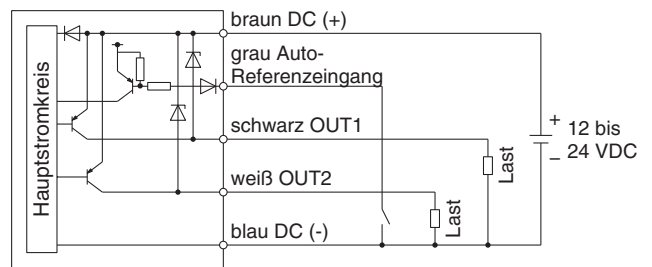 braun DC (+)
grau Auto-
Referenzeingang
schwarz OUT1
weiß OUT2
blau DC (-)
Hauptstromkreis
Last
Last
+
12 bis
24 VDC
−